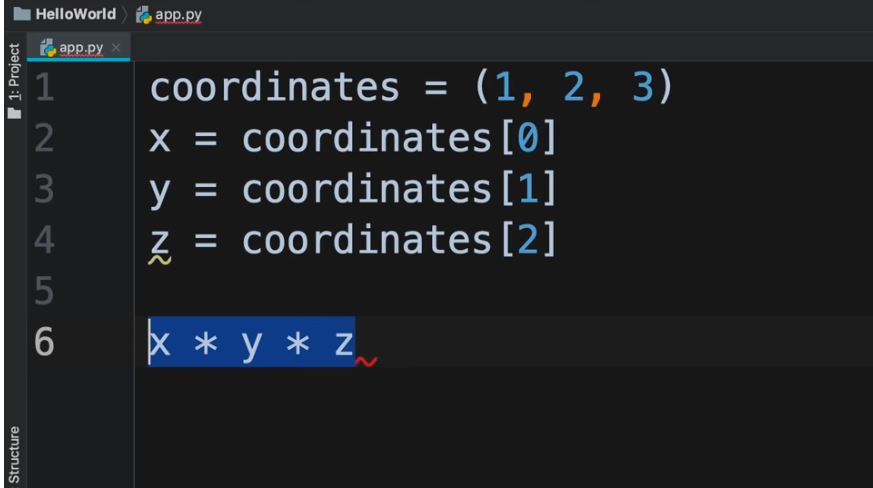 HelloWorld app.py
app.py
1: Project
1 coordinates = (1, 2, 3)
2 x = coordinates[0]
3 y = coordinates[1]
4 z = coordinates[2]
5
6 x * y * z
Structure